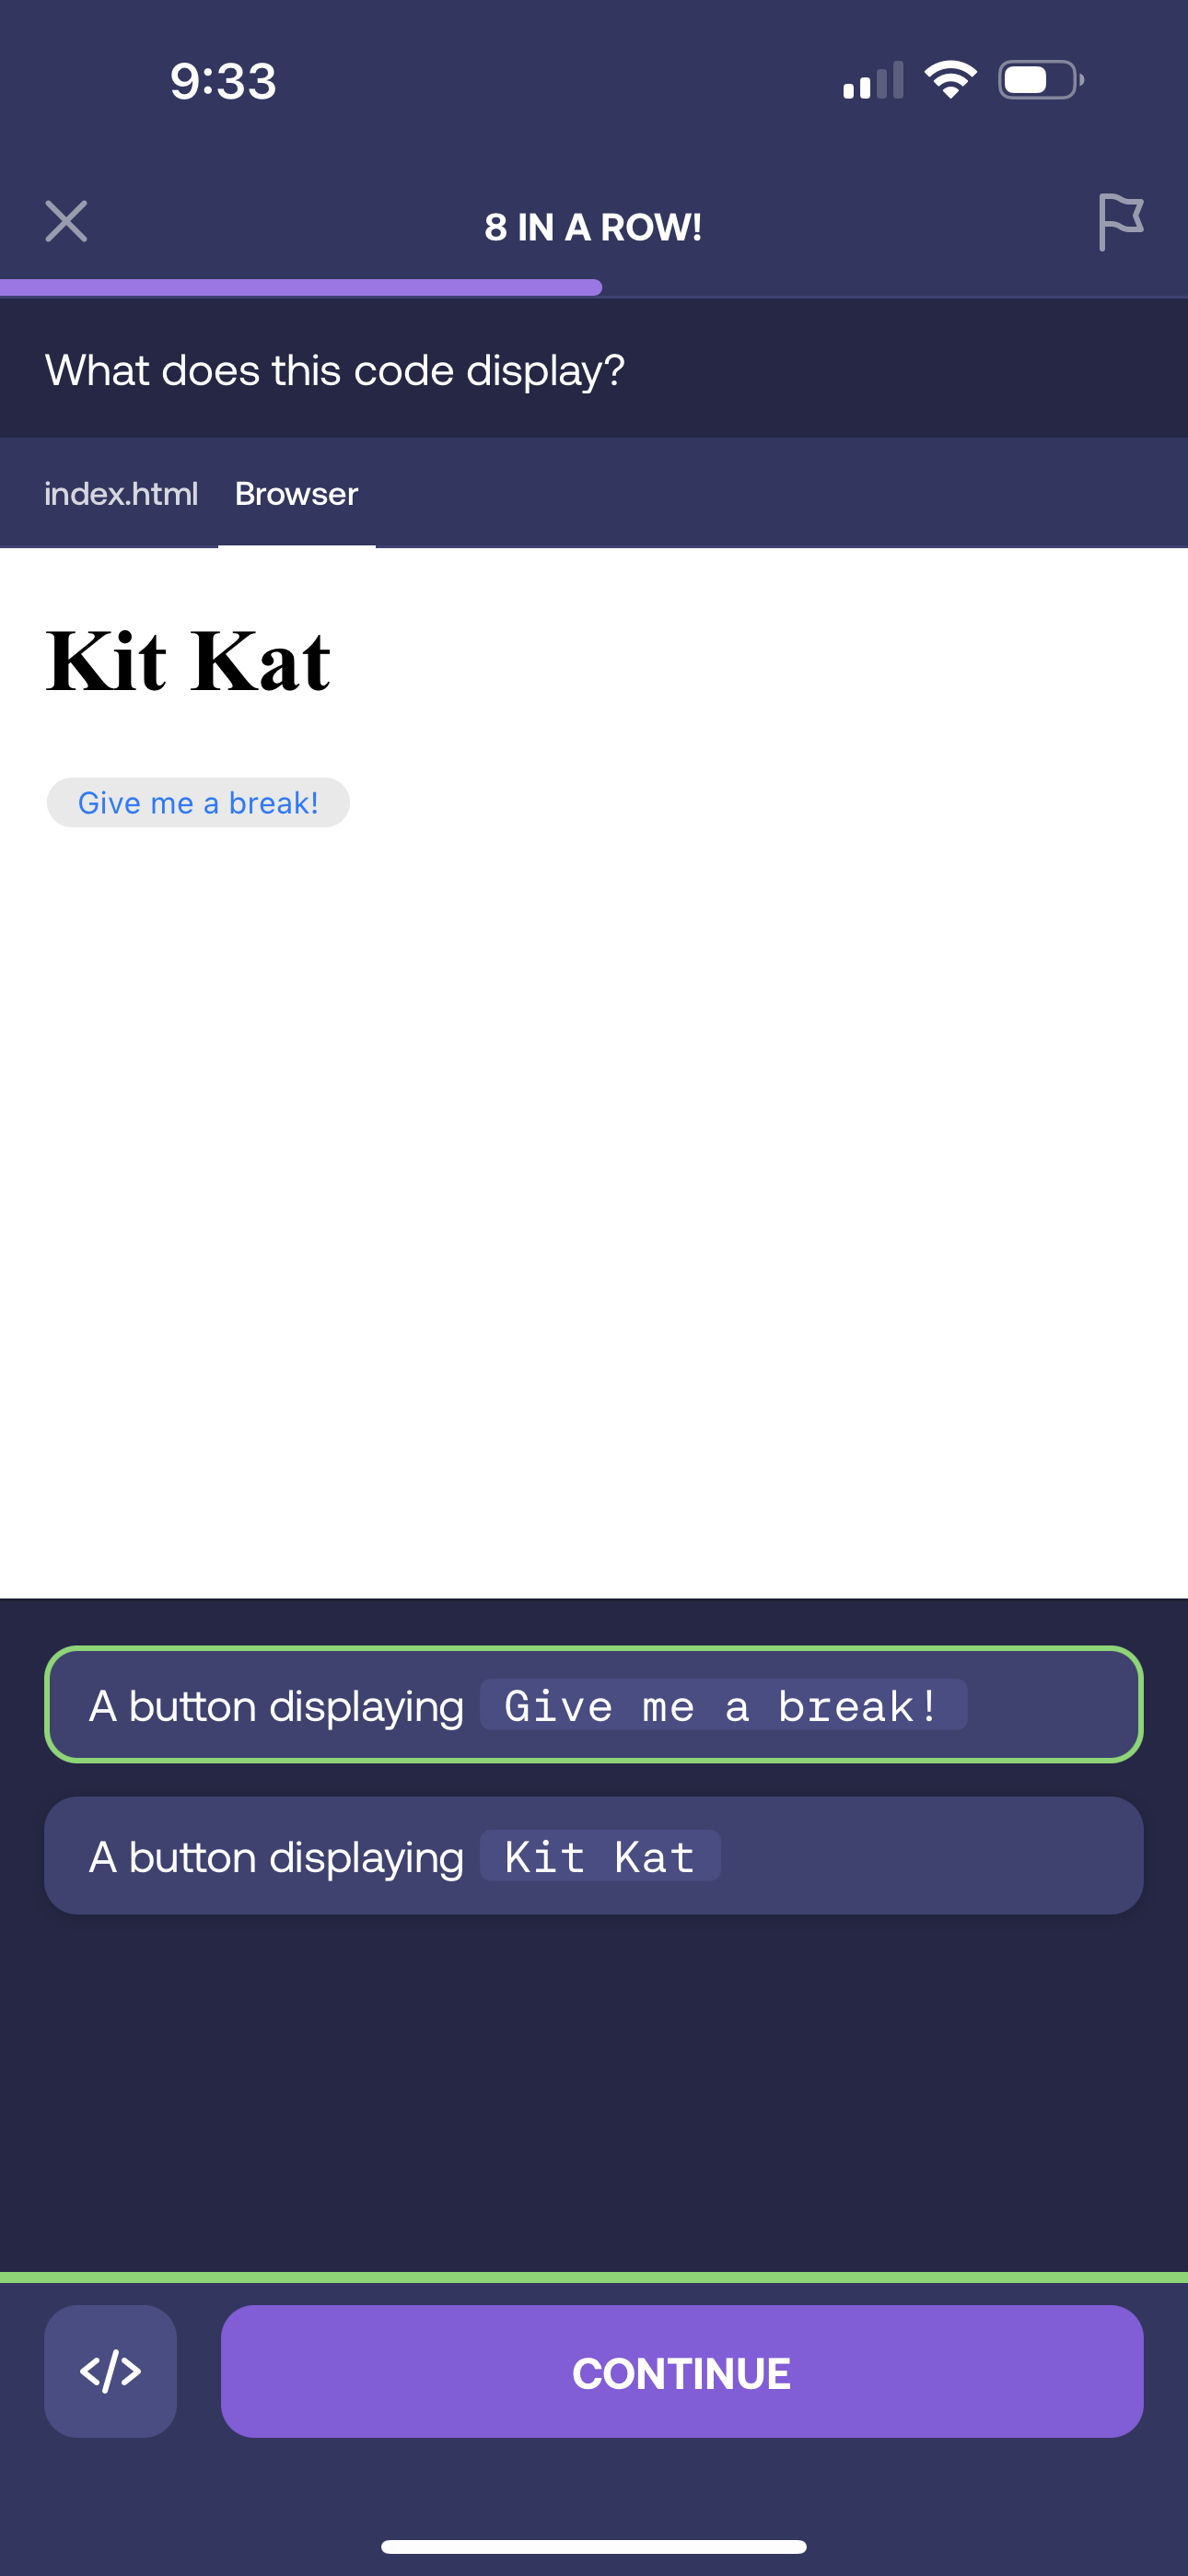 9:33
8 IN A ROW!
What does this code display?
index.html Browser
Kit Kat
Give me a break!
A button displaying Give me a break!
A button displaying Kit Kat
</> CONTINUE